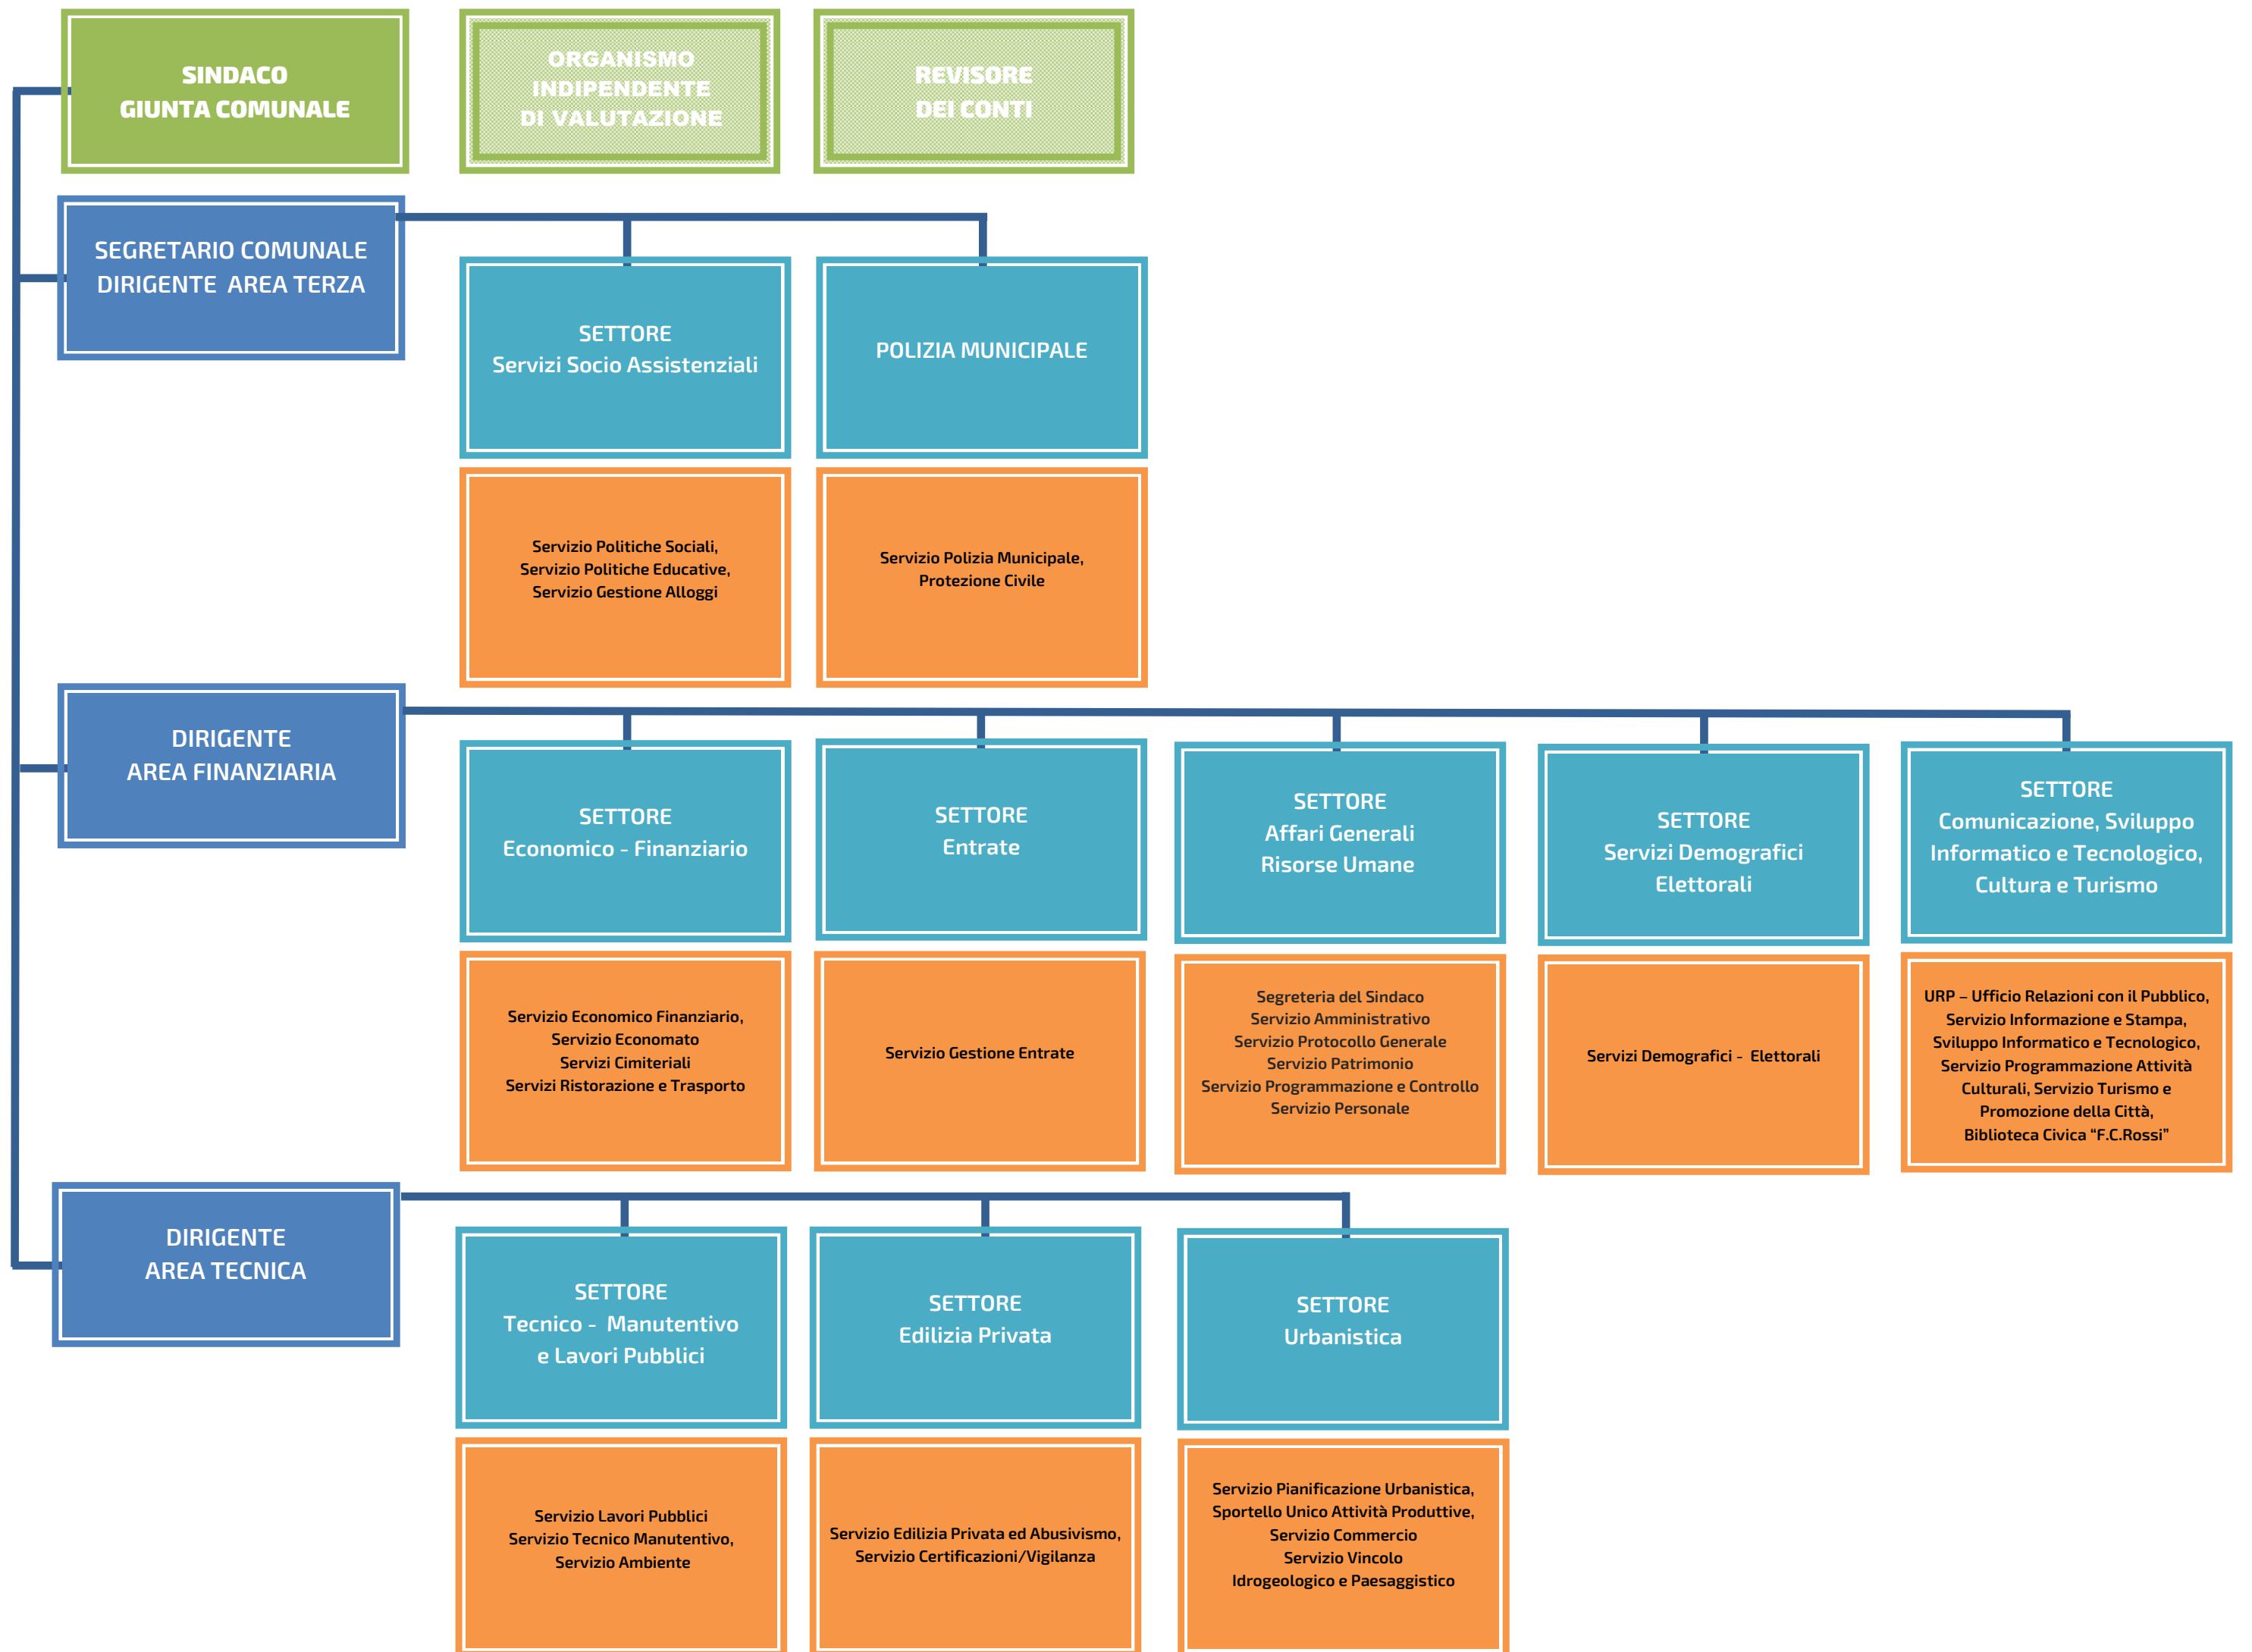 SINDACO
GIUNTA COMUNALE
ORGANISMO
INDIPENDENTE
DI VALUTAZIONE
REVISORE
DEI CONTI
SEGRETARIO COMUNALE
DIRIGENTE AREA TERZA
SETTORE
Servizi Socio Assistenziali
POLIZIA MUNICIPALE
Servizio Politiche Sociali,
Servizio Politiche Educative,
Servizio Gestione Alloggi
Servizio Polizia Municipale,
Protezione Civile
DIRIGENTE
AREA FINANZIARIA
SETTORE
Economico - Finanziario
SETTORE
Entrate
SETTORE
Affari Generali
Risorse Umane
SETTORE
Servizi Demografici
Elettorali
SETTORE
Comunicazione, Sviluppo
Informatico e Tecnologico,
Cultura e Turismo
Servizio Economico Finanziario,
Servizio Economato
Servizi Cimiteriali
Servizi Ristorazione e Trasporto
Servizio Gestione Entrate
Segreteria del Sindaco
Servizio Amministrativo
Servizio Protocollo Generale
Servizio Patrimonio
Servizio Programmazione e Controllo
Servizio Personale
Servizi Demografici - Elettorali
URP – Ufficio Relazioni con il Pubblico,
Servizio Informazione e Stampa,
Sviluppo Informatico e Tecnologico,
Servizio Programmazione Attività
Culturali, Servizio Turismo e
Promozione della Città,
Biblioteca Civica “F.C.Rossi”
DIRIGENTE
AREA TECNICA
SETTORE
Tecnico - Manutentivo
e Lavori Pubblici
SETTORE
Edilizia Privata
SETTORE
Urbanistica
Servizio Lavori Pubblici
Servizio Tecnico Manutentivo,
Servizio Ambiente
Servizio Edilizia Privata ed Abusivismo,
Servizio Certificazioni/Vigilanza
Servizio Pianificazione Urbanistica,
Sportello Unico Attività Produttive,
Servizio Commercio
Servizio Vincolo
Idrogeologico e Paesaggistico